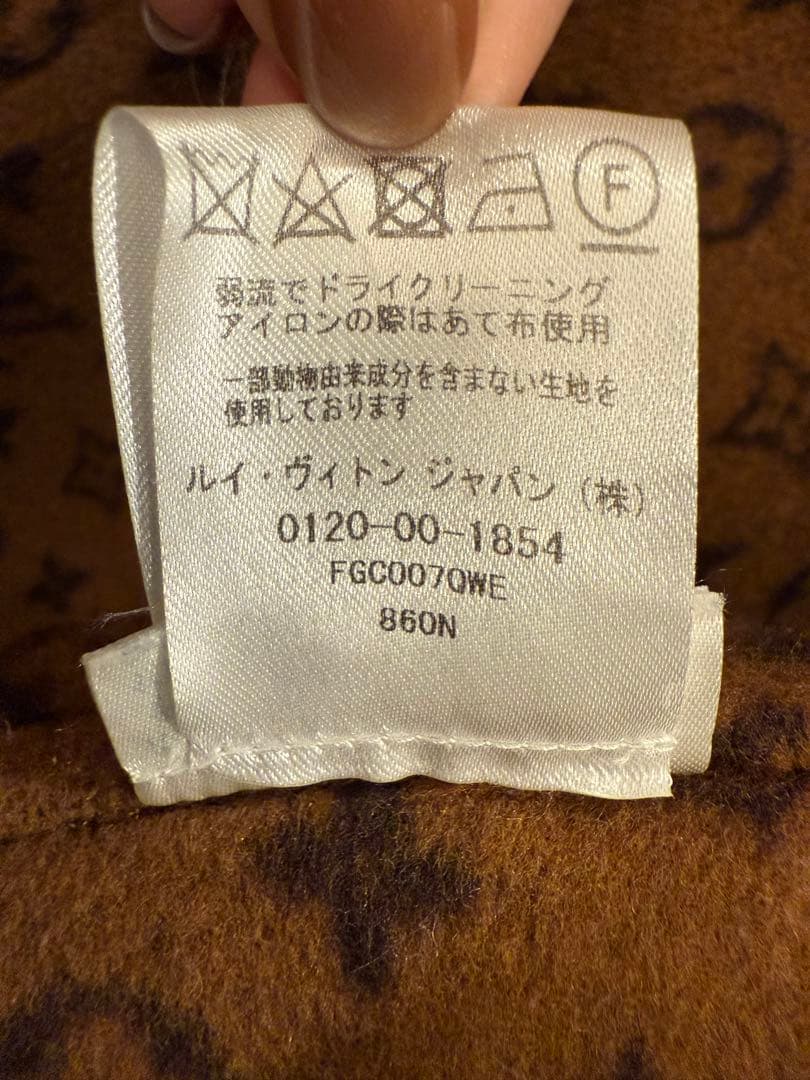 F
弱流でドライクリーニング
アイロンの際はあて布使用
一部動物由来成分を含まない生地を
使用しております
ルイ・ヴィトン ジャパン (株)
0120-00-1854
FGC007QWE
860N